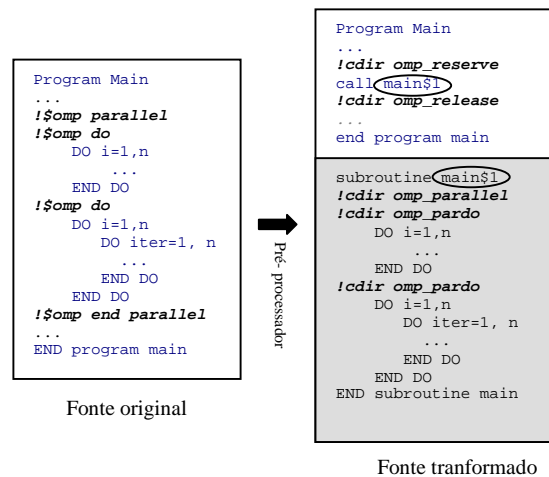 Program Main
...
!$omp parallel
!$omp do
DO i=1,n
...
END DO
!$omp do
DO i=1,n
DO iter=1, n
...
END DO
END DO
!$omp end parallel
...
END program main
Fonte original
Pré- processador
Program Main
...
!cdir omp_reserve
call main$1
!cdir omp_release
...
end program main
subroutine main$1
!cdir omp_parallel
!cdir omp_pardo
DO i=1,n
...
END DO
!cdir omp_pardo
DO i=1,n
DO iter=1, n
...
END DO
END DO
END subroutine main
Fonte tranformado